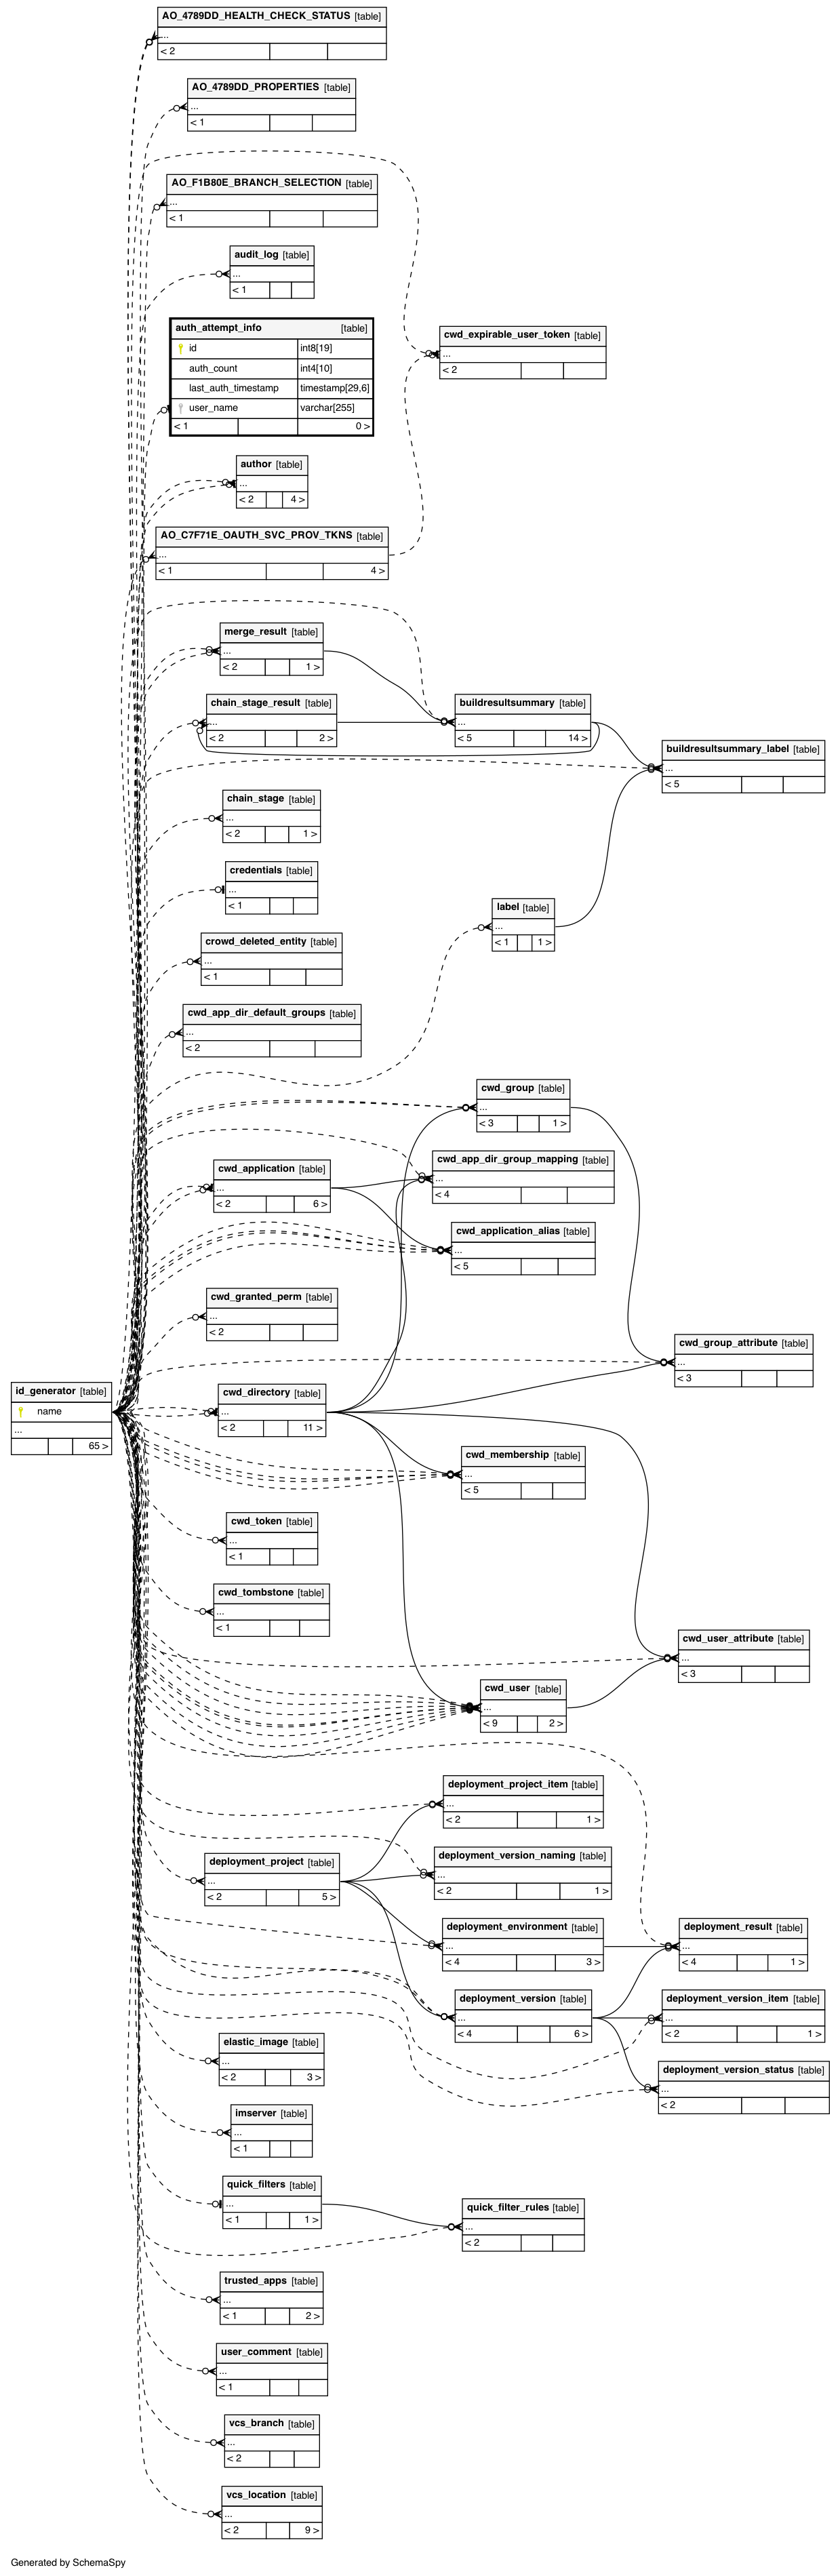 AO_4789DD_HEALTH_CHECK_STATUS [table]
...
< 2
AO_4789DD_PROPERTIES [table]
...
< 1
AO_F1B80E_BRANCH_SELECTION [table]
...
< 1
audit_log [table]
...
< 1
auth_attempt_info [table]
id int8[19]
auth_count int4[10]
last_auth_timestamp timestamp[29,6]
user_name varchar[255]
< 1 0 >
cwd_expirable_user_token [table]
...
< 2
author [table]
...
< 2 4 >
AO_C7F71E_OAUTH_SVC_PROV_TKNS [table]
...
< 1 4 >
merge_result [table]
...
< 2 1 >
chain_stage_result [table]
...
< 2 2 >
buildresultsummary [table]
...
< 5 14 >
buildresultsummary_label [table]
...
< 5
chain_stage [table]
...
< 2 1 >
credentials [table]
...
< 1
label [table]
...
< 1 1 >
crowd_deleted_entity [table]
...
< 1
cwd_app_dir_default_groups [table]
...
< 2
cwd_group [table]
...
< 3 1 >
cwd_app_dir_group_mapping [table]
...
< 4
cwd_application [table]
...
< 2 6 >
cwd_application_alias [table]
...
< 5
cwd_granted_perm [table]
...
< 2
cwd_group_attribute [table]
...
< 3
id_generator [table]
name
...
65 >
cwd_directory [table]
...
< 2 11 >
cwd_membership [table]
...
< 5
cwd_token [table]
...
< 1
cwd_tombstone [table]
...
< 1
cwd_user_attribute [table]
...
< 3
cwd_user [table]
...
< 9 2 >
deployment_project_item [table]
...
< 2 1 >
deployment_project [table]
...
< 2 5 >
deployment_version_naming [table]
...
< 2 1 >
deployment_environment [table]
...
< 4 3 >
deployment_result [table]
...
< 4 1 >
deployment_version [table]
...
< 4 6 >
deployment_version_item [table]
...
< 2 1 >
elastic_image [table]
...
< 2 3 >
deployment_version_status [table]
...
< 2
imserver [table]
...
< 1
quick_filters [table]
...
< 1 1 >
quick_filter_rules [table]
...
< 2
trusted_apps [table]
...
< 1 2 >
user_comment [table]
...
< 1
vcs_branch [table]
...
< 2
vcs_location [table]
...
< 2 9 >
Generated by SchemaSpy